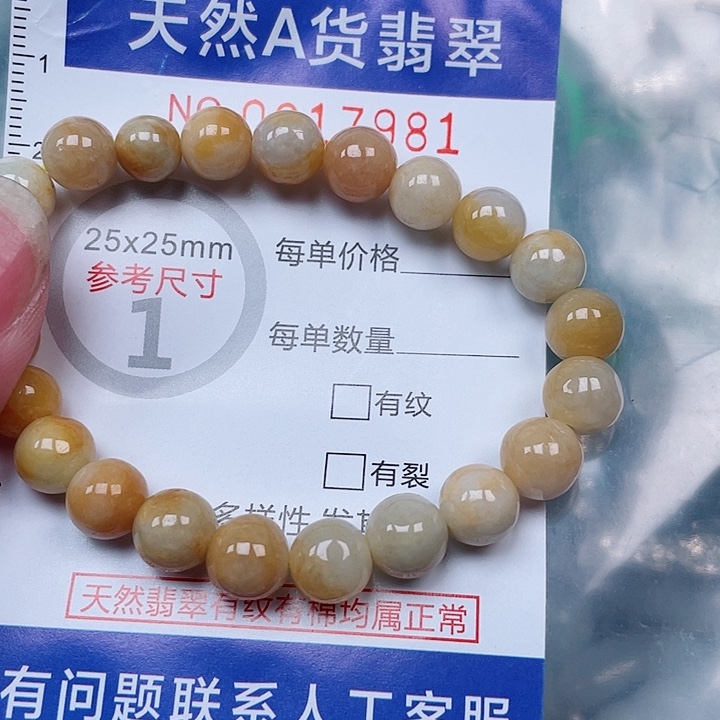 天然A货翡翠
1
2
25x25mm
参考尺寸
1
每单价格
每单数量
有纹
有裂
天然翡翠有纹有棉均属正常
有问题联系人工客服